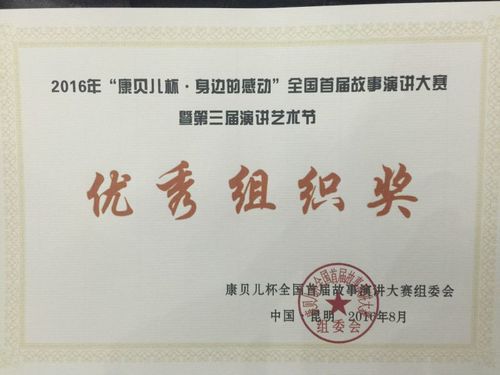 2016年“康贝儿杯·身边的感动”全国首届故事演讲大赛
暨第三届演讲艺术节
优秀组织奖
康贝儿杯全国首届故事演讲大赛组委会
中国·昆明 2016年8月
组委会